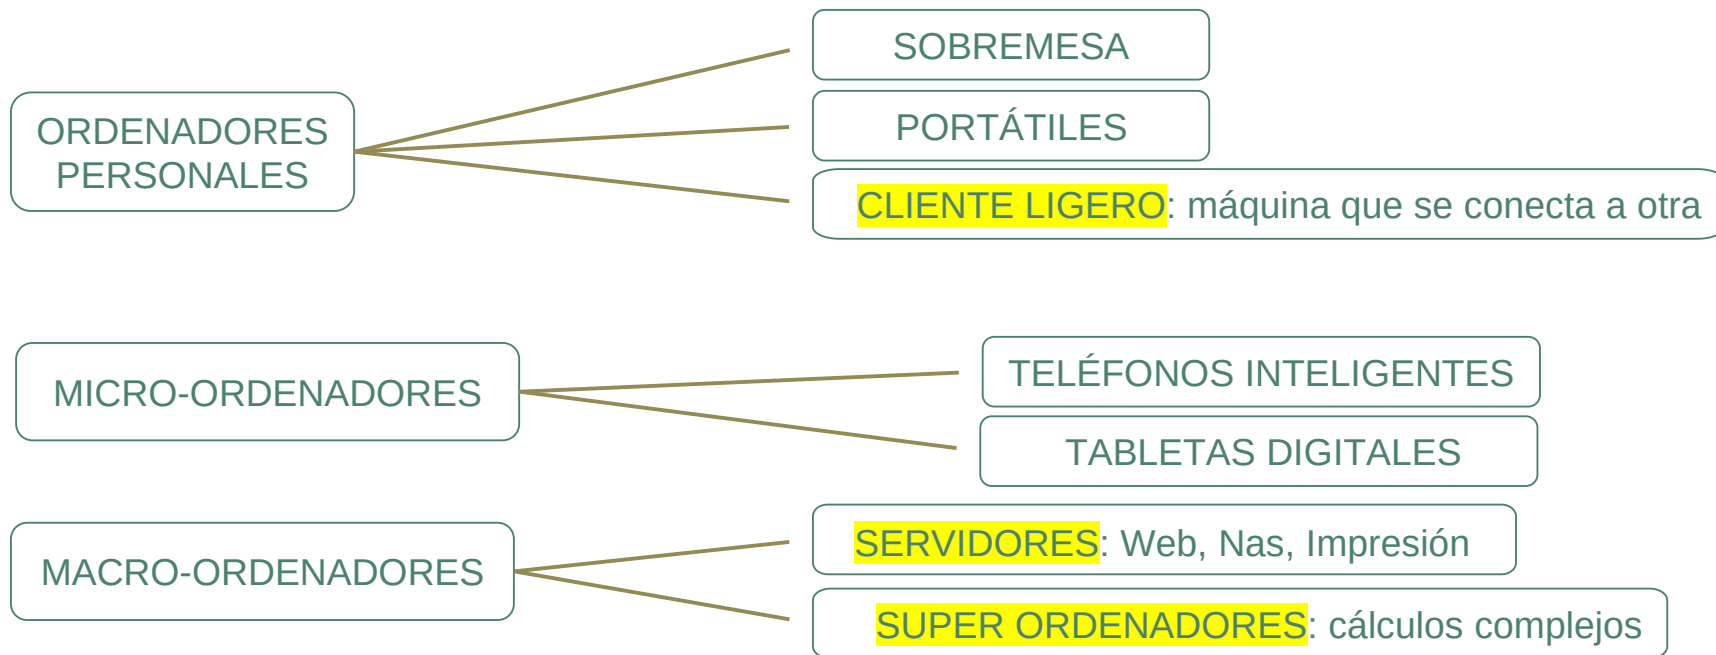 ORDENADORES
PERSONALES
SOBREMESA
PORTÁTILES
CLIENTE LIGERO: máquina que se conecta a otra
MICRO-ORDENADORES
TELÉFONOS INTELIGENTES
TABLETAS DIGITALES
MACRO-ORDENADORES
SERVIDORES: Web, Nas, Impresión
SUPER ORDENADORES: cálculos complejos